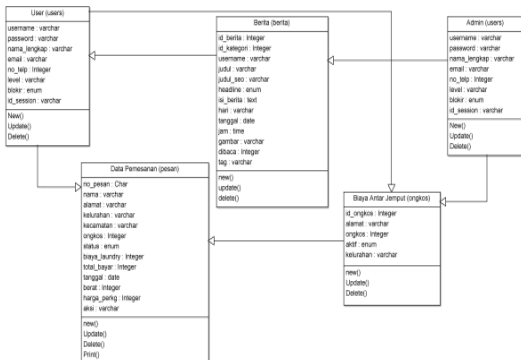 User (users)
username : varchar
password : varchar
nama_lengkap : varchar
email : varchar
no_telp : Integer
level : varchar
blokir : enum
id_session : varchar
New()
Update()
Delete()
Berita (berita)
id_berita : Integer
id_kategori : Integer
username : varchar
judul : varchar
judul_seo : varchar
headline : enum
isi_berita : text
hari : varchar
tanggal : date
jam : time
gambar : varchar
dibaca : Integer
tag : varchar
new()
update()
delete()
Admin (users)
username : varchar
password : varchar
nama_lengkap : varchar
email : varchar
no_telp : Integer
level : varchar
blokir : enum
id_session : varchar
New()
Update()
Delete()
Data Pemesanan (pesan)
no_pesan : Char
nama : varchar
alamat : varchar
kelurahan : varchar
kecamatan : varchar
ongkos : Integer
status : enum
biaya_laundry : Integer
total_bayar : Integer
tanggal : date
berat : Integer
harga_perkg : Integer
aksi : varchar
new()
Update()
Delete()
Print()
Biaya Antar Jemput (ongkos)
id_ongkos : Integer
alamat : varchar
ongkos : Integer
aktif : enum
kelurahan : varchar
new()
Update()
Delete()